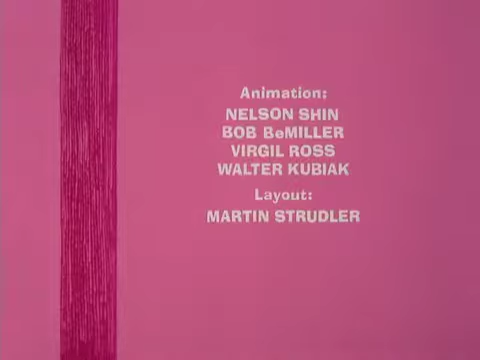 Animation:
NELSON SHIN
BOB BeMILLER
VIRGIL ROSS
WALTER KUBIAK
Layout:
MARTIN STRUDLER